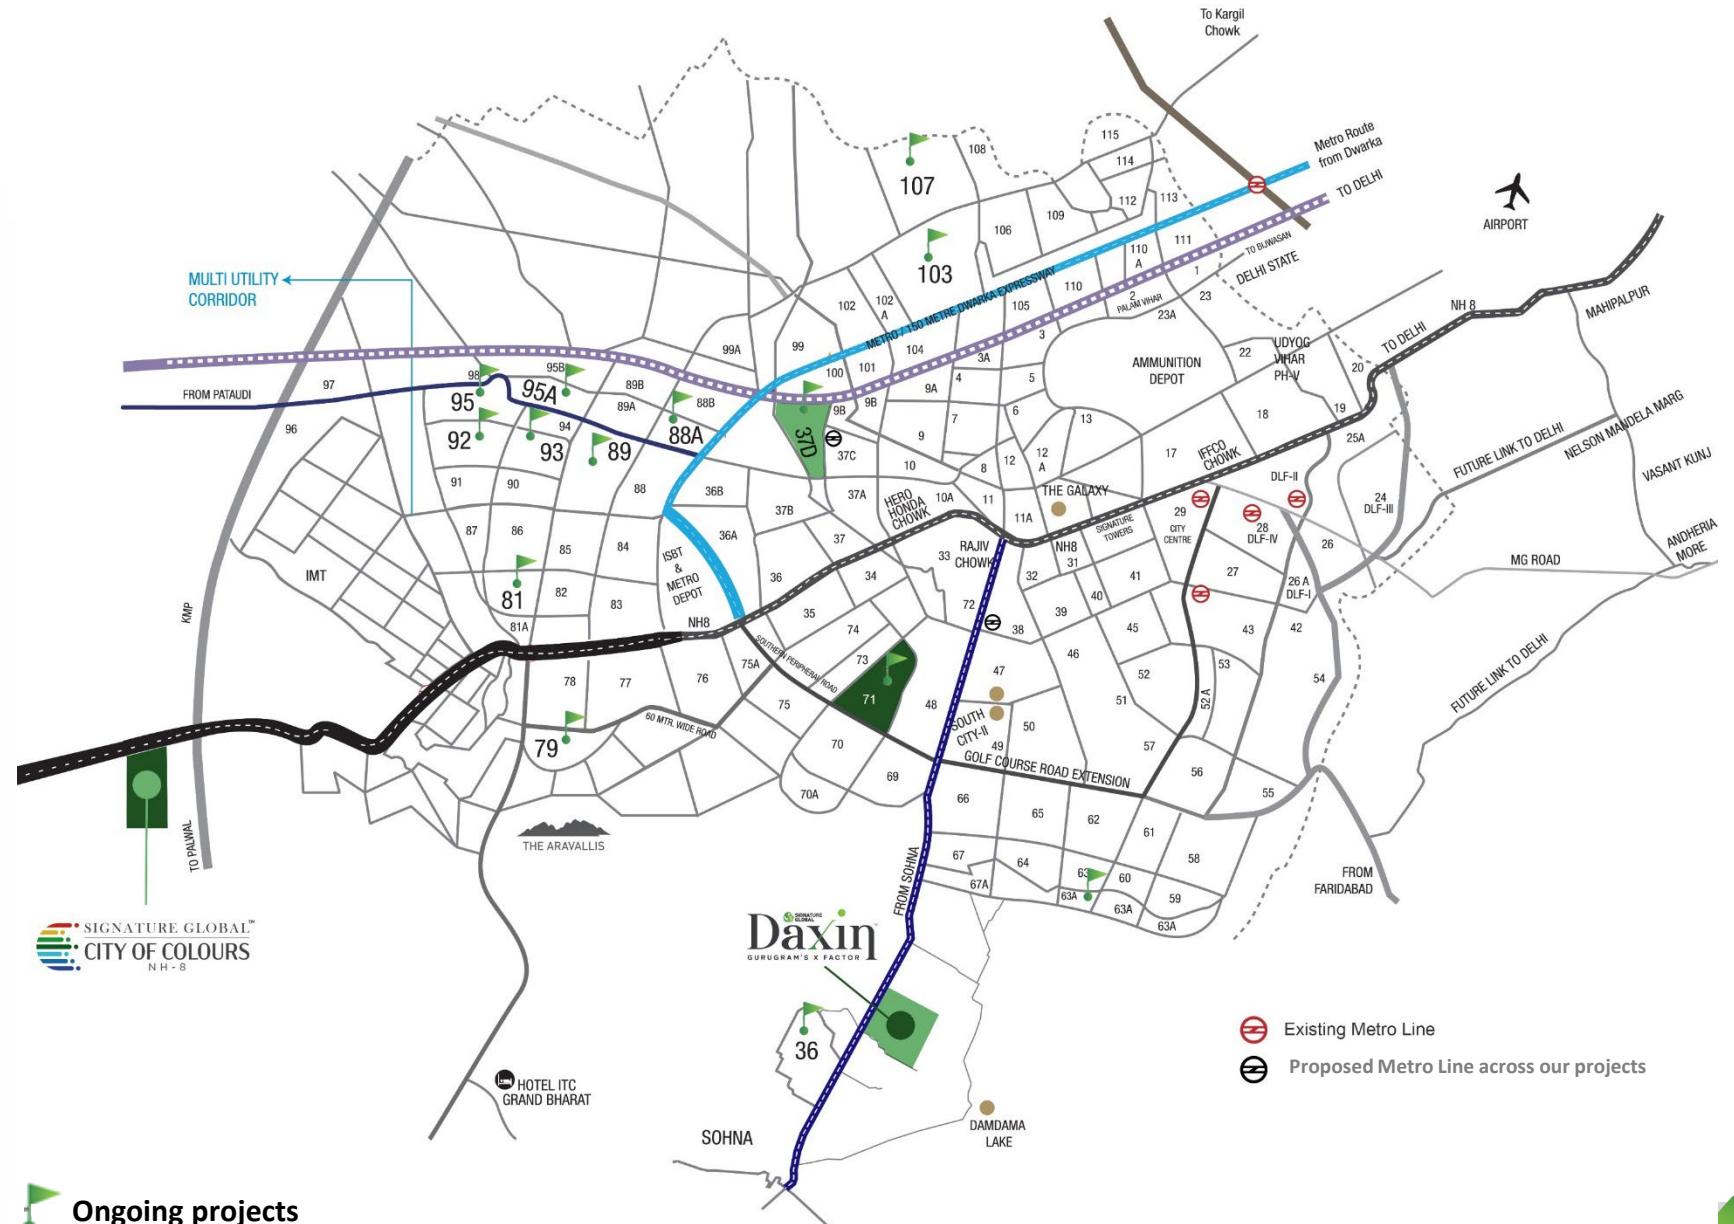 To Kargil
Chowk
115
108
114
Metro Route
from Dwarka
107
112
113
TO DELHI
109
106
AIRPORT
111
110
A
TO BIJWASAN
103
DELHI STATE
1
MULTI UTILITY
CORRIDOR
METRO / 150 METRE DWARKA EXPRESSWAY
110
2
PALAM VIHAR
23
102
102
A
105
23A
NH 8
MAHIPALPUR
3
TO DELHI
99A
99
104
3A
AMMUNITION
DEPOT
22
UDYOG
VIHAR
PH-V
20
98
95B
100
101
97
89B
4
5
FROM PATAUDI
95
95A
9A
89A
88B
9B
9B
6
7
13
18
19
96
94
92
93
89
88A
37D
9
12
A
17
IFFCO
CHOWK
25A
FUTURE LINK TO DELHI
NELSON MANDELA MARG
37C
10
8
12
VASANT KUNJ
91
90
88
36B
37A
HERO
HONDA
CHOWK
10A
11
THE GALAXY
DLF-II
24
DLF-III
37B
11A
SIGNATURE
TOWERS
29
CITY
CENTRE
28
DLF-IV
87
86
36A
37
RAJIV
CHOWK
NH8
26
ANDHERIA
MORE
85
84
ISBT
&
METRO
DEPOT
33
31
MG ROAD
IMT
36
34
32
41
27
26 A
DLF-I
81
82
83
35
72
39
40
KMP
81A
NH8
74
38
45
43
42
SOUTHERN PERIPHERAL ROAD
73
46
75A
47
52
53
54
FUTURE LINK TO DELHI
78
77
76
71
75
48
51
52 A
60 MTR. WIDE ROAD
SOUTH
CITY-II
50
79
70
49
57
GOLF COURSE ROAD EXTENSION
69
56
70A
66
55
65
62
61
TO PALWAL
THE ARAVALLIS
67
64
58
63
60
FROM
FARIDABAD
67A
63A
63A
59
FROM SOHNA
63A
SIGNATURE GLOBAL™
CITY OF COLOURS
NH-8
SIGNATURE
GLOBAL
Daxin
GURUGRAM'S X FACTOR
Existing Metro Line
36
Proposed Metro Line across our projects
HOTEL ITC
GRAND BHARAT
DAMDAMA
LAKE
SOHNA
Ongoing projects